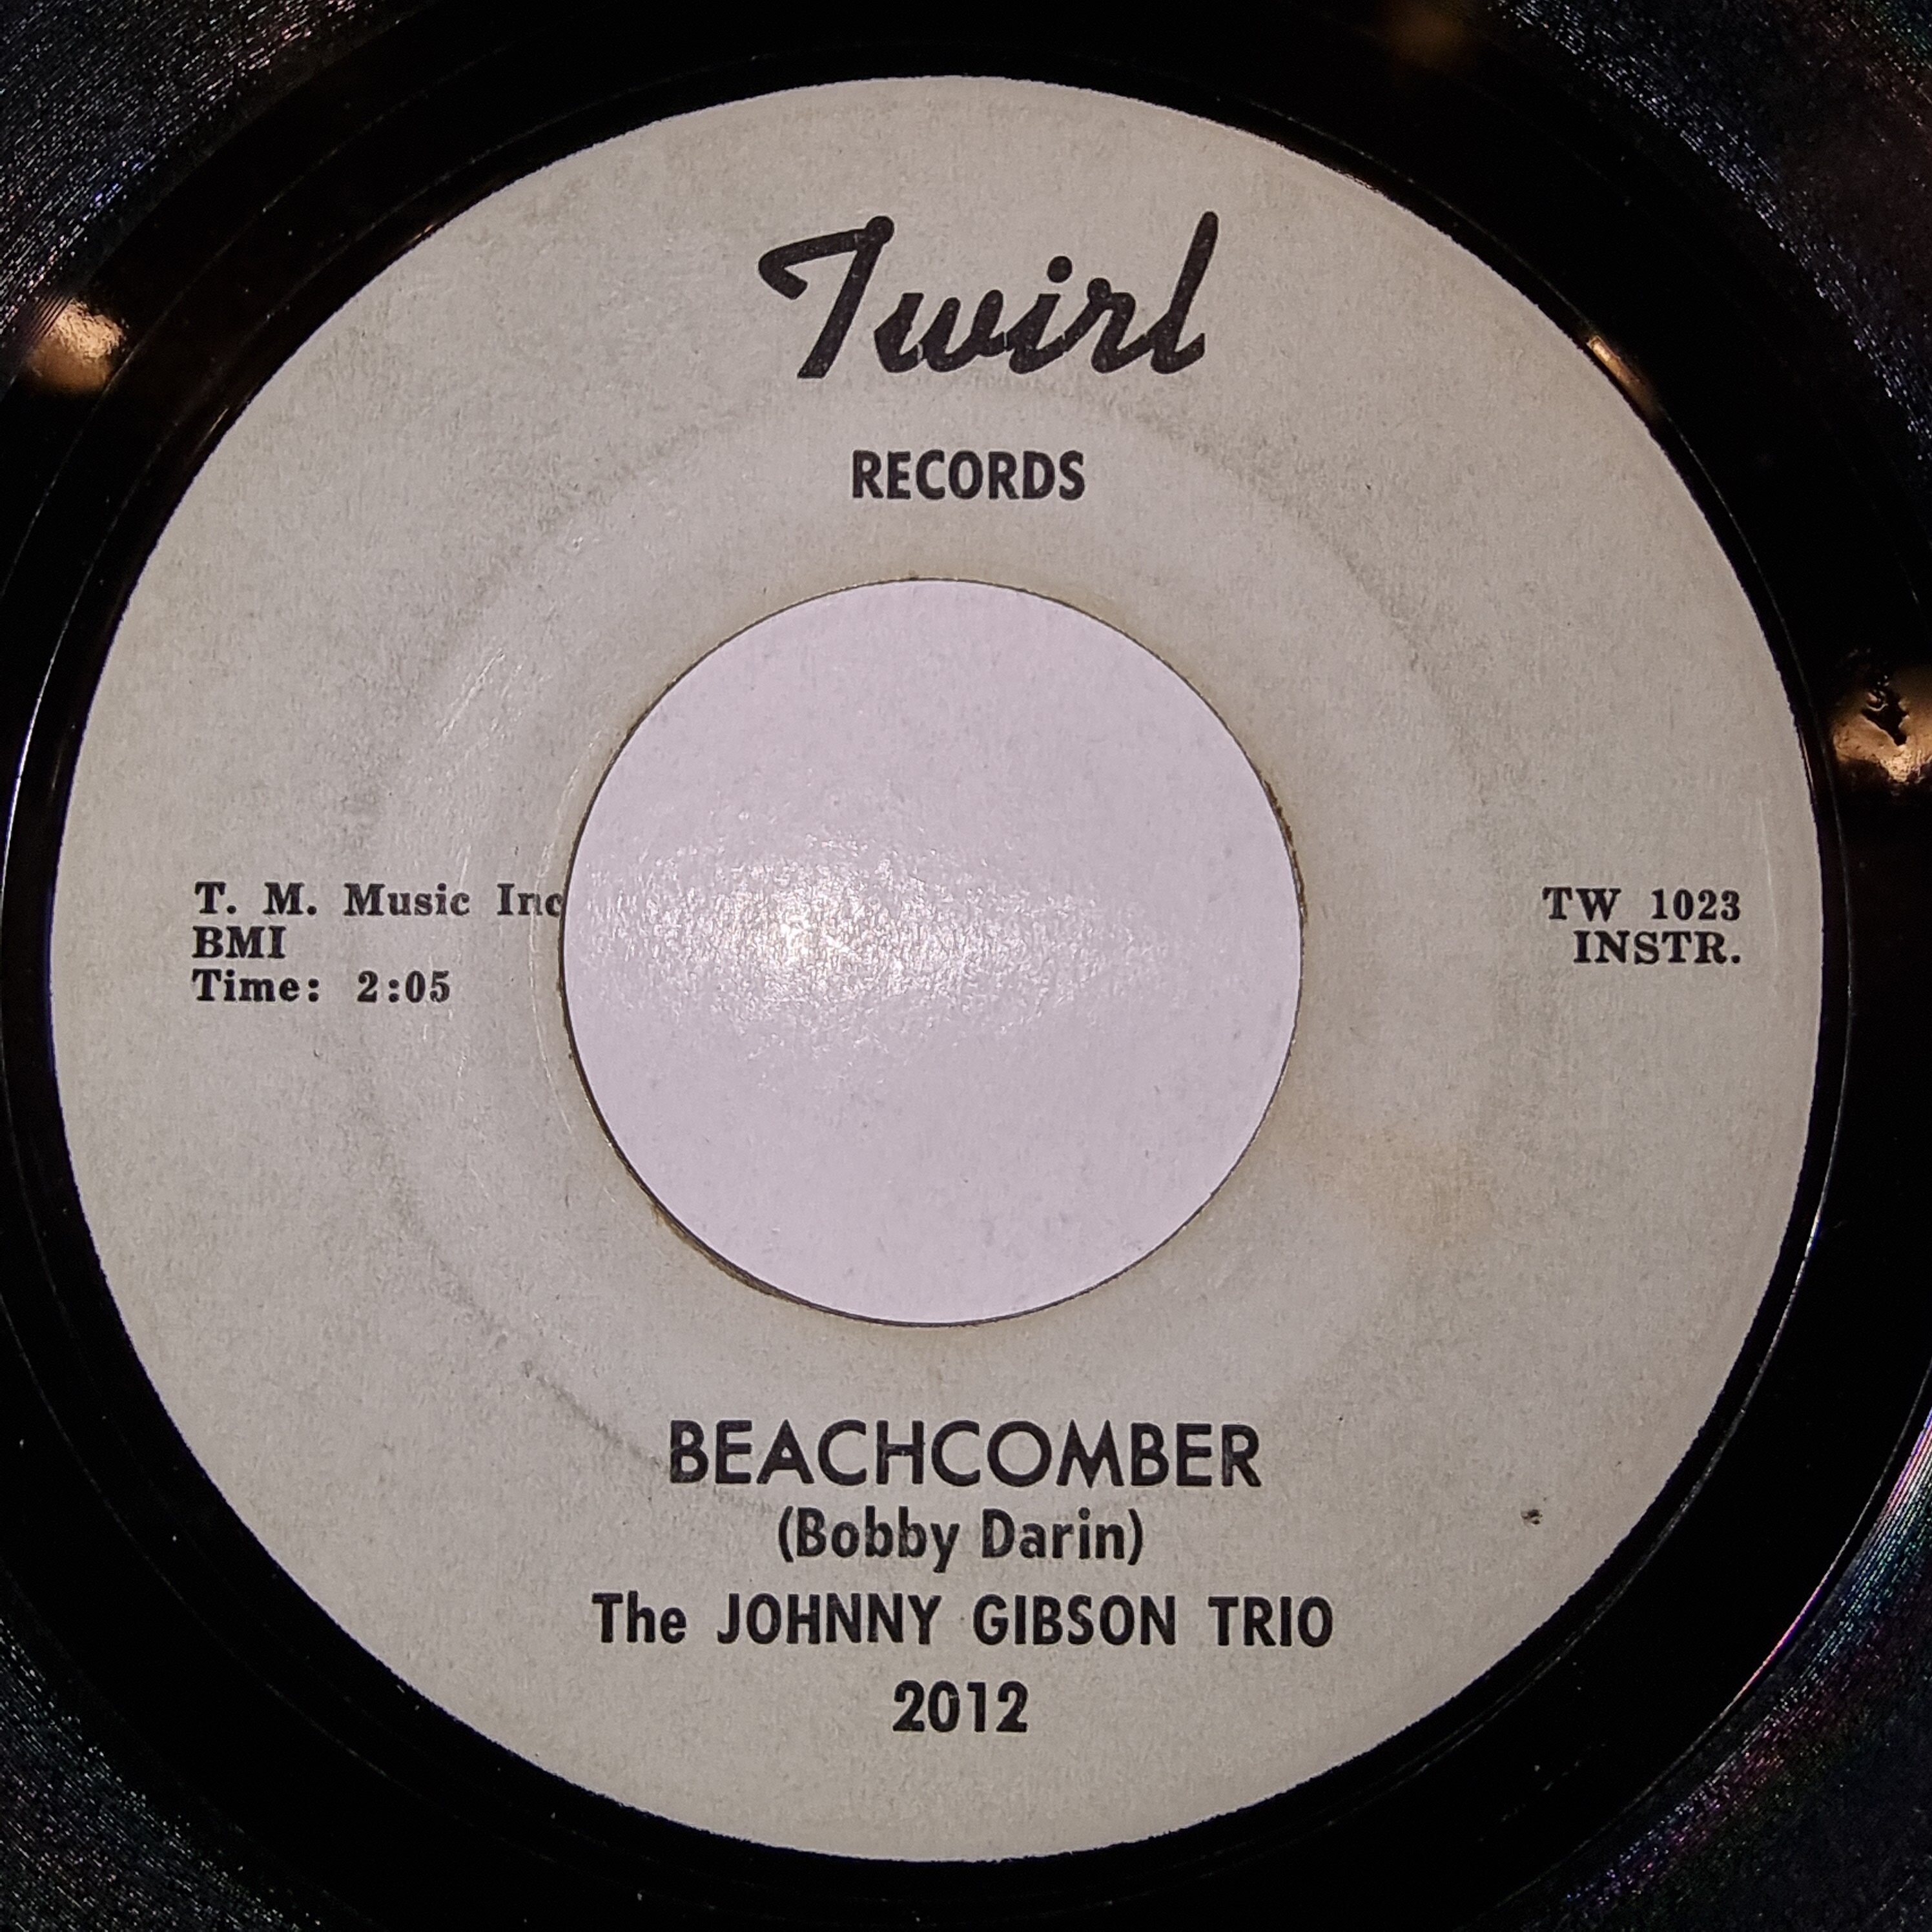 Twirl
RECORDS
T. M. Music Inc
BMI
Time: 2:05
TW 1023
INSTR.
BEACHCOMBER
(Bobby Darin)
The JOHNNY GIBSON TRIO
2012